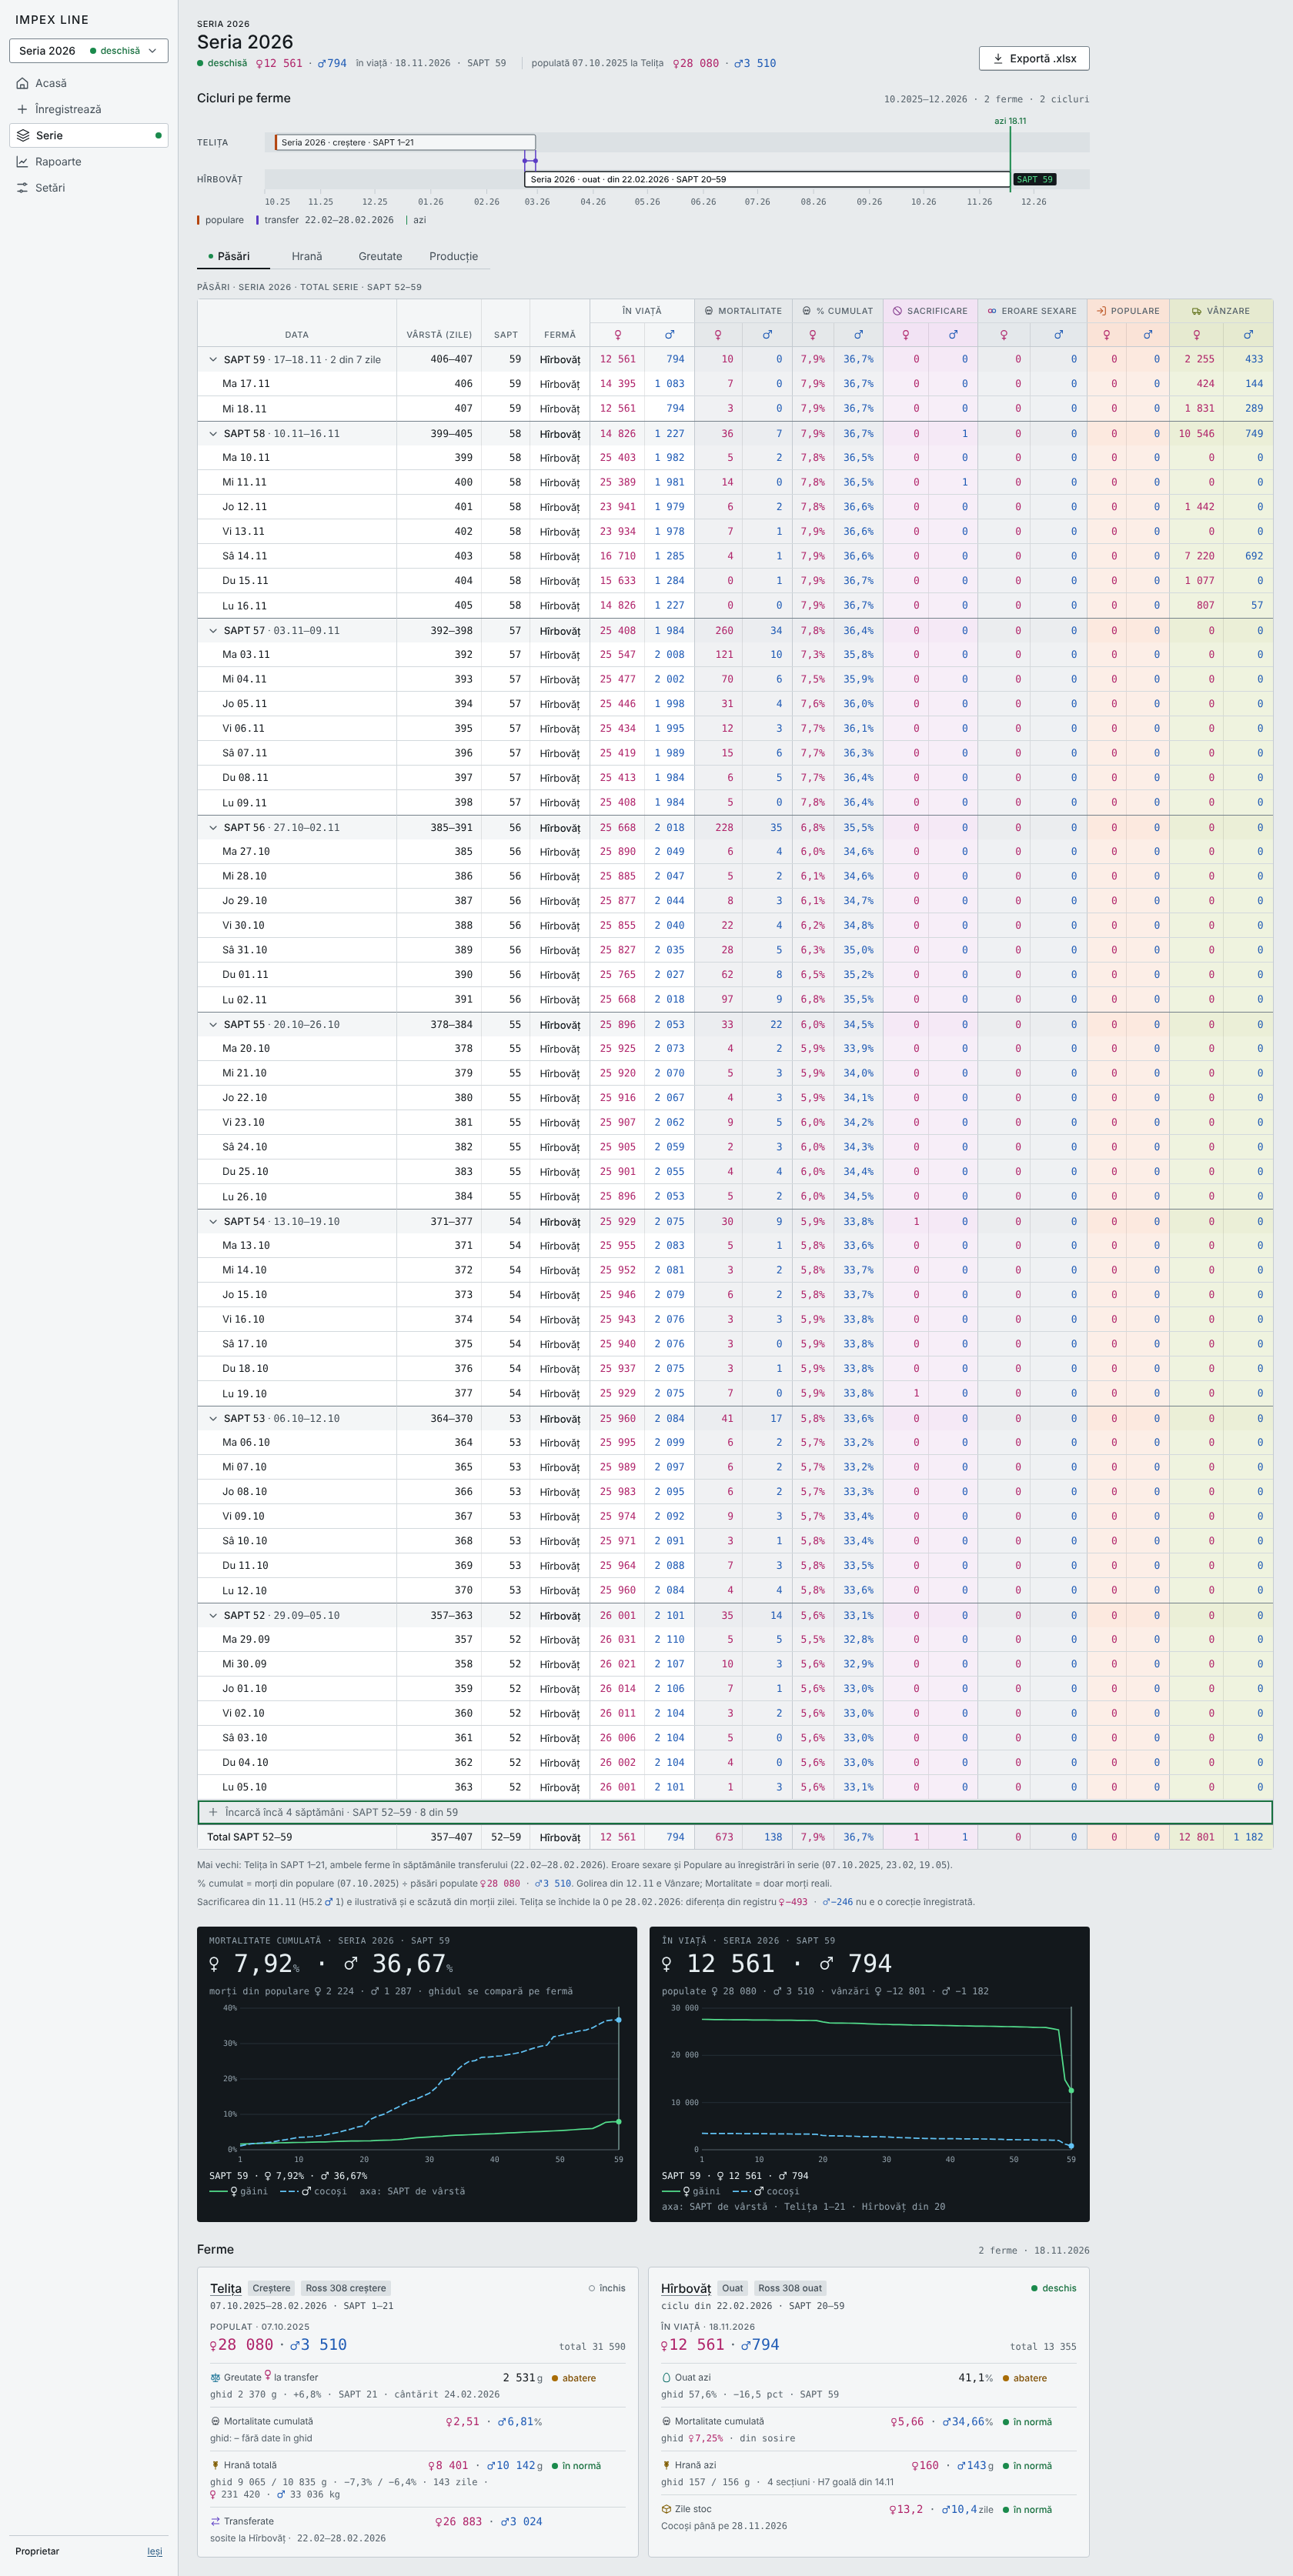 IMPEX LINE
Seria 2026 deschisă
Acasă
Înregistrează
Serie
Rapoarte
Setări
Proprietar Ieși
SERIA 2026
Seria 2026
deschisă ♀12 561 · ♂794 în viață · 18.11.2026 · SAPT 59 populată 07.10.2025 la Telița ♀28 080 · ♂3 510
Exportă .xlsx
Cicluri pe ferme 10.2025–12.2026 · 2 ferme · 2 cicluri
azi 18.11
TELIȚA Seria 2026 · creștere · SAPT 1–21
HÎRBOVĂȚ Seria 2026 · ouat · din 22.02.2026 · SAPT 20–59 SAPT 59
10.25 11.25 12.25 01.26 02.26 03.26 04.26 05.26 06.26 07.26 08.26 09.26 10.26 11.26 12.26
populare transfer 22.02–28.02.2026 azi
Păsări Hrană Greutate Producție
PĂSĂRI · SERIA 2026 · TOTAL SERIE · SAPT 52–59
DATA VÂRSTĂ (ZILE) SAPT FERMĂ ÎN VIAȚĂ MORTALITATE % CUMULAT SACRIFICARE EROARE SEXARE POPULARE VÂNZARE
♀ ♂ ♀ ♂ ♀ ♂ ♀ ♂ ♀ ♂ ♀ ♂ ♀ ♂
SAPT 59 · 17–18.11 · 2 din 7 zile 406–407 59 Hîrbovăț 12 561 794 10 0 7,9% 36,7% 0 0 0 0 0 0 2 255 433
Ma 17.11 406 59 Hîrbovăț 14 395 1 083 7 0 7,9% 36,7% 0 0 0 0 0 0 424 144
Mi 18.11 407 59 Hîrbovăț 12 561 794 3 0 7,9% 36,7% 0 0 0 0 0 0 1 831 289
SAPT 58 · 10.11–16.11 399–405 58 Hîrbovăț 14 826 1 227 36 7 7,9% 36,7% 0 1 0 0 0 0 10 546 749
Ma 10.11 399 58 Hîrbovăț 25 403 1 982 5 2 7,8% 36,5% 0 0 0 0 0 0 0 0
Mi 11.11 400 58 Hîrbovăț 25 389 1 981 14 0 7,8% 36,5% 0 1 0 0 0 0 0 0
Jo 12.11 401 58 Hîrbovăț 23 941 1 979 6 2 7,8% 36,6% 0 0 0 0 0 0 1 442 0
Vi 13.11 402 58 Hîrbovăț 23 934 1 978 7 1 7,9% 36,6% 0 0 0 0 0 0 0 0
Sâ 14.11 403 58 Hîrbovăț 16 710 1 285 4 1 7,9% 36,6% 0 0 0 0 0 0 7 220 692
Du 15.11 404 58 Hîrbovăț 15 633 1 284 0 1 7,9% 36,7% 0 0 0 0 0 0 1 077 0
Lu 16.11 405 58 Hîrbovăț 14 826 1 227 0 0 7,9% 36,7% 0 0 0 0 0 0 807 57
SAPT 57 · 03.11–09.11 392–398 57 Hîrbovăț 25 408 1 984 260 34 7,8% 36,4% 0 0 0 0 0 0 0 0
Ma 03.11 392 57 Hîrbovăț 25 547 2 008 121 10 7,3% 35,8% 0 0 0 0 0 0 0 0
Mi 04.11 393 57 Hîrbovăț 25 477 2 002 70 6 7,5% 35,9% 0 0 0 0 0 0 0 0
Jo 05.11 394 57 Hîrbovăț 25 446 1 998 31 4 7,6% 36,0% 0 0 0 0 0 0 0 0
Vi 06.11 395 57 Hîrbovăț 25 434 1 995 12 3 7,7% 36,1% 0 0 0 0 0 0 0 0
Sâ 07.11 396 57 Hîrbovăț 25 419 1 989 15 6 7,7% 36,3% 0 0 0 0 0 0 0 0
Du 08.11 397 57 Hîrbovăț 25 413 1 984 6 5 7,7% 36,4% 0 0 0 0 0 0 0 0
Lu 09.11 398 57 Hîrbovăț 25 408 1 984 5 0 7,8% 36,4% 0 0 0 0 0 0 0 0
SAPT 56 · 27.10–02.11 385–391 56 Hîrbovăț 25 668 2 018 228 35 6,8% 35,5% 0 0 0 0 0 0 0 0
Ma 27.10 385 56 Hîrbovăț 25 890 2 049 6 4 6,0% 34,6% 0 0 0 0 0 0 0 0
Mi 28.10 386 56 Hîrbovăț 25 885 2 047 5 2 6,1% 34,6% 0 0 0 0 0 0 0 0
Jo 29.10 387 56 Hîrbovăț 25 877 2 044 8 3 6,1% 34,7% 0 0 0 0 0 0 0 0
Vi 30.10 388 56 Hîrbovăț 25 855 2 040 22 4 6,2% 34,8% 0 0 0 0 0 0 0 0
Sâ 31.10 389 56 Hîrbovăț 25 827 2 035 28 5 6,3% 35,0% 0 0 0 0 0 0 0 0
Du 01.11 390 56 Hîrbovăț 25 765 2 027 62 8 6,5% 35,2% 0 0 0 0 0 0 0 0
Lu 02.11 391 56 Hîrbovăț 25 668 2 018 97 9 6,8% 35,5% 0 0 0 0 0 0 0 0
SAPT 55 · 20.10–26.10 378–384 55 Hîrbovăț 25 896 2 053 33 22 6,0% 34,5% 0 0 0 0 0 0 0 0
Ma 20.10 378 55 Hîrbovăț 25 925 2 073 4 2 5,9% 33,9% 0 0 0 0 0 0 0 0
Mi 21.10 379 55 Hîrbovăț 25 920 2 070 5 3 5,9% 34,0% 0 0 0 0 0 0 0 0
Jo 22.10 380 55 Hîrbovăț 25 916 2 067 4 3 5,9% 34,1% 0 0 0 0 0 0 0 0
Vi 23.10 381 55 Hîrbovăț 25 907 2 062 9 5 6,0% 34,2% 0 0 0 0 0 0 0 0
Sâ 24.10 382 55 Hîrbovăț 25 905 2 059 2 3 6,0% 34,3% 0 0 0 0 0 0 0 0
Du 25.10 383 55 Hîrbovăț 25 901 2 055 4 4 6,0% 34,4% 0 0 0 0 0 0 0 0
Lu 26.10 384 55 Hîrbovăț 25 896 2 053 5 2 6,0% 34,5% 0 0 0 0 0 0 0 0
SAPT 54 · 13.10–19.10 371–377 54 Hîrbovăț 25 929 2 075 30 9 5,9% 33,8% 1 0 0 0 0 0 0 0
Ma 13.10 371 54 Hîrbovăț 25 955 2 083 5 1 5,8% 33,6% 0 0 0 0 0 0 0 0
Mi 14.10 372 54 Hîrbovăț 25 952 2 081 3 2 5,8% 33,7% 0 0 0 0 0 0 0 0
Jo 15.10 373 54 Hîrbovăț 25 946 2 079 6 2 5,8% 33,7% 0 0 0 0 0 0 0 0
Vi 16.10 374 54 Hîrbovăț 25 943 2 076 3 3 5,9% 33,8% 0 0 0 0 0 0 0 0
Sâ 17.10 375 54 Hîrbovăț 25 940 2 076 3 0 5,9% 33,8% 0 0 0 0 0 0 0 0
Du 18.10 376 54 Hîrbovăț 25 937 2 075 3 1 5,9% 33,8% 0 0 0 0 0 0 0 0
Lu 19.10 377 54 Hîrbovăț 25 929 2 075 7 0 5,9% 33,8% 1 0 0 0 0 0 0 0
SAPT 53 · 06.10–12.10 364–370 53 Hîrbovăț 25 960 2 084 41 17 5,8% 33,6% 0 0 0 0 0 0 0 0
Ma 06.10 364 53 Hîrbovăț 25 995 2 099 6 2 5,7% 33,2% 0 0 0 0 0 0 0 0
Mi 07.10 365 53 Hîrbovăț 25 989 2 097 6 2 5,7% 33,2% 0 0 0 0 0 0 0 0
Jo 08.10 366 53 Hîrbovăț 25 983 2 095 6 2 5,7% 33,3% 0 0 0 0 0 0 0 0
Vi 09.10 367 53 Hîrbovăț 25 974 2 092 9 3 5,7% 33,4% 0 0 0 0 0 0 0 0
Sâ 10.10 368 53 Hîrbovăț 25 971 2 091 3 1 5,8% 33,4% 0 0 0 0 0 0 0 0
Du 11.10 369 53 Hîrbovăț 25 964 2 088 7 3 5,8% 33,5% 0 0 0 0 0 0 0 0
Lu 12.10 370 53 Hîrbovăț 25 960 2 084 4 4 5,8% 33,6% 0 0 0 0 0 0 0 0
SAPT 52 · 29.09–05.10 357–363 52 Hîrbovăț 26 001 2 101 35 14 5,6% 33,1% 0 0 0 0 0 0 0 0
Ma 29.09 357 52 Hîrbovăț 26 031 2 110 5 5 5,5% 32,8% 0 0 0 0 0 0 0 0
Mi 30.09 358 52 Hîrbovăț 26 021 2 107 10 3 5,6% 32,9% 0 0 0 0 0 0 0 0
Jo 01.10 359 52 Hîrbovăț 26 014 2 106 7 1 5,6% 33,0% 0 0 0 0 0 0 0 0
Vi 02.10 360 52 Hîrbovăț 26 011 2 104 3 2 5,6% 33,0% 0 0 0 0 0 0 0 0
Sâ 03.10 361 52 Hîrbovăț 26 006 2 104 5 0 5,6% 33,0% 0 0 0 0 0 0 0 0
Du 04.10 362 52 Hîrbovăț 26 002 2 104 4 0 5,6% 33,0% 0 0 0 0 0 0 0 0
Lu 05.10 363 52 Hîrbovăț 26 001 2 101 1 3 5,6% 33,1% 0 0 0 0 0 0 0 0
Încarcă încă 4 săptămâni · SAPT 52–59 · 8 din 59
Total SAPT 52–59 357–407 52–59 Hîrbovăț 12 561 794 673 138 7,9% 36,7% 1 1 0 0 0 0 12 801 1 182
Mai vechi: Telița în SAPT 1–21, ambele ferme în săptămânile transferului (22.02–28.02.2026). Eroare sexare și Populare au înregistrări în serie (07.10.2025, 23.02, 19.05).
% cumulat = morți din populare (07.10.2025) ÷ păsări populate ♀28 080 · ♂3 510. Golirea din 12.11 e Vânzare; Mortalitate = doar morți reali.
Sacrificarea din 11.11 (H5.2 ♂ 1) e ilustrativă și e scăzută din morții zilei. Telița se închide la 0 pe 28.02.2026: diferența din registru ♀−493 · ♂−246 nu e o corecție înregistrată.
MORTALITATE CUMULATĂ · SERIA 2026 · SAPT 59
♀ 7,92% · ♂ 36,67%
morți din populare ♀ 2 224 · ♂ 1 287 · ghidul se compară pe fermă
40%
30%
20%
10%
0%
1 10 20 30 40 50 59
SAPT 59 · ♀ 7,92% · ♂ 36,67%
♀ găini ♂ cocoși axa: SAPT de vârstă
ÎN VIAȚĂ · SERIA 2026 · SAPT 59
♀ 12 561 · ♂ 794
populate ♀ 28 080 · ♂ 3 510 · vânzări ♀ −12 801 · ♂ −1 182
30 000
20 000
10 000
0
1 10 20 30 40 50 59
SAPT 59 · ♀ 12 561 · ♂ 794
♀ găini ♂ cocoși
axa: SAPT de vârstă · Telița 1–21 · Hîrbovăț din 20
Ferme 2 ferme · 18.11.2026
Telița Creștere Ross 308 creștere închis
07.10.2025–28.02.2026 · SAPT 1–21
POPULAT · 07.10.2025
♀28 080 · ♂3 510 total 31 590
Greutate ♀ la transfer 2 531 g abatere
ghid 2 370 g · +6,8% · SAPT 21 · cântărit 24.02.2026
Mortalitate cumulată ♀2,51 · ♂6,81%
ghid: – fără date în ghid
Hrană totală ♀8 401 · ♂10 142 g în normă
ghid 9 065 / 10 835 g · −7,3% / −6,4% · 143 zile ·
♀ 231 420 · ♂ 33 036 kg
Transferate ♀26 883 · ♂3 024
sosite la Hîrbovăț · 22.02–28.02.2026
Hîrbovăț Ouat Ross 308 ouat deschis
ciclu din 22.02.2026 · SAPT 20–59
ÎN VIAȚĂ · 18.11.2026
♀12 561 · ♂794 total 13 355
Ouat azi 41,1% abatere
ghid 57,6% · −16,5 pct · SAPT 59
Mortalitate cumulată ♀5,66 · ♂34,66% în normă
ghid ♀7,25% · din sosire
Hrană azi ♀160 · ♂143 g în normă
ghid 157 / 156 g · 4 secțiuni · H7 goală din 14.11
Zile stoc ♀13,2 · ♂10,4 zile în normă
Cocoși până pe 28.11.2026